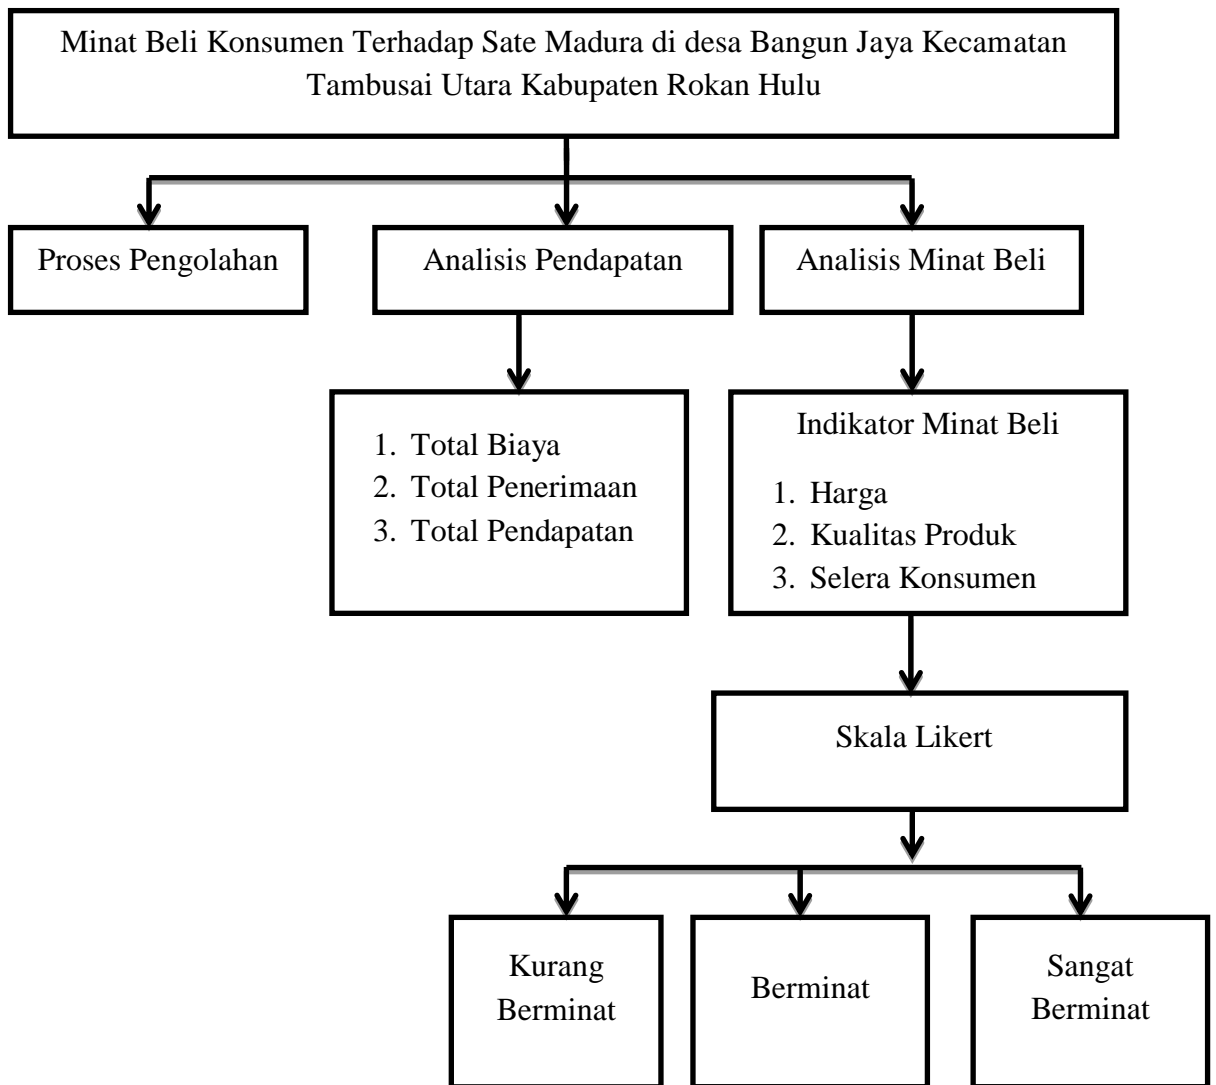 Minat Beli Konsumen Terhadap Sate Madura di desa Bangun Jaya Kecamatan
Tambusai Utara Kabupaten Rokan Hulu
Proses Pengolahan
Analisis Pendapatan
Analisis Minat Beli
1. Total Biaya
2. Total Penerimaan
3. Total Pendapatan
Indikator Minat Beli
1. Harga
2. Kualitas Produk
3. Selera Konsumen
Skala Likert
Kurang
Berminat
Berminat
Sangat
Berminat